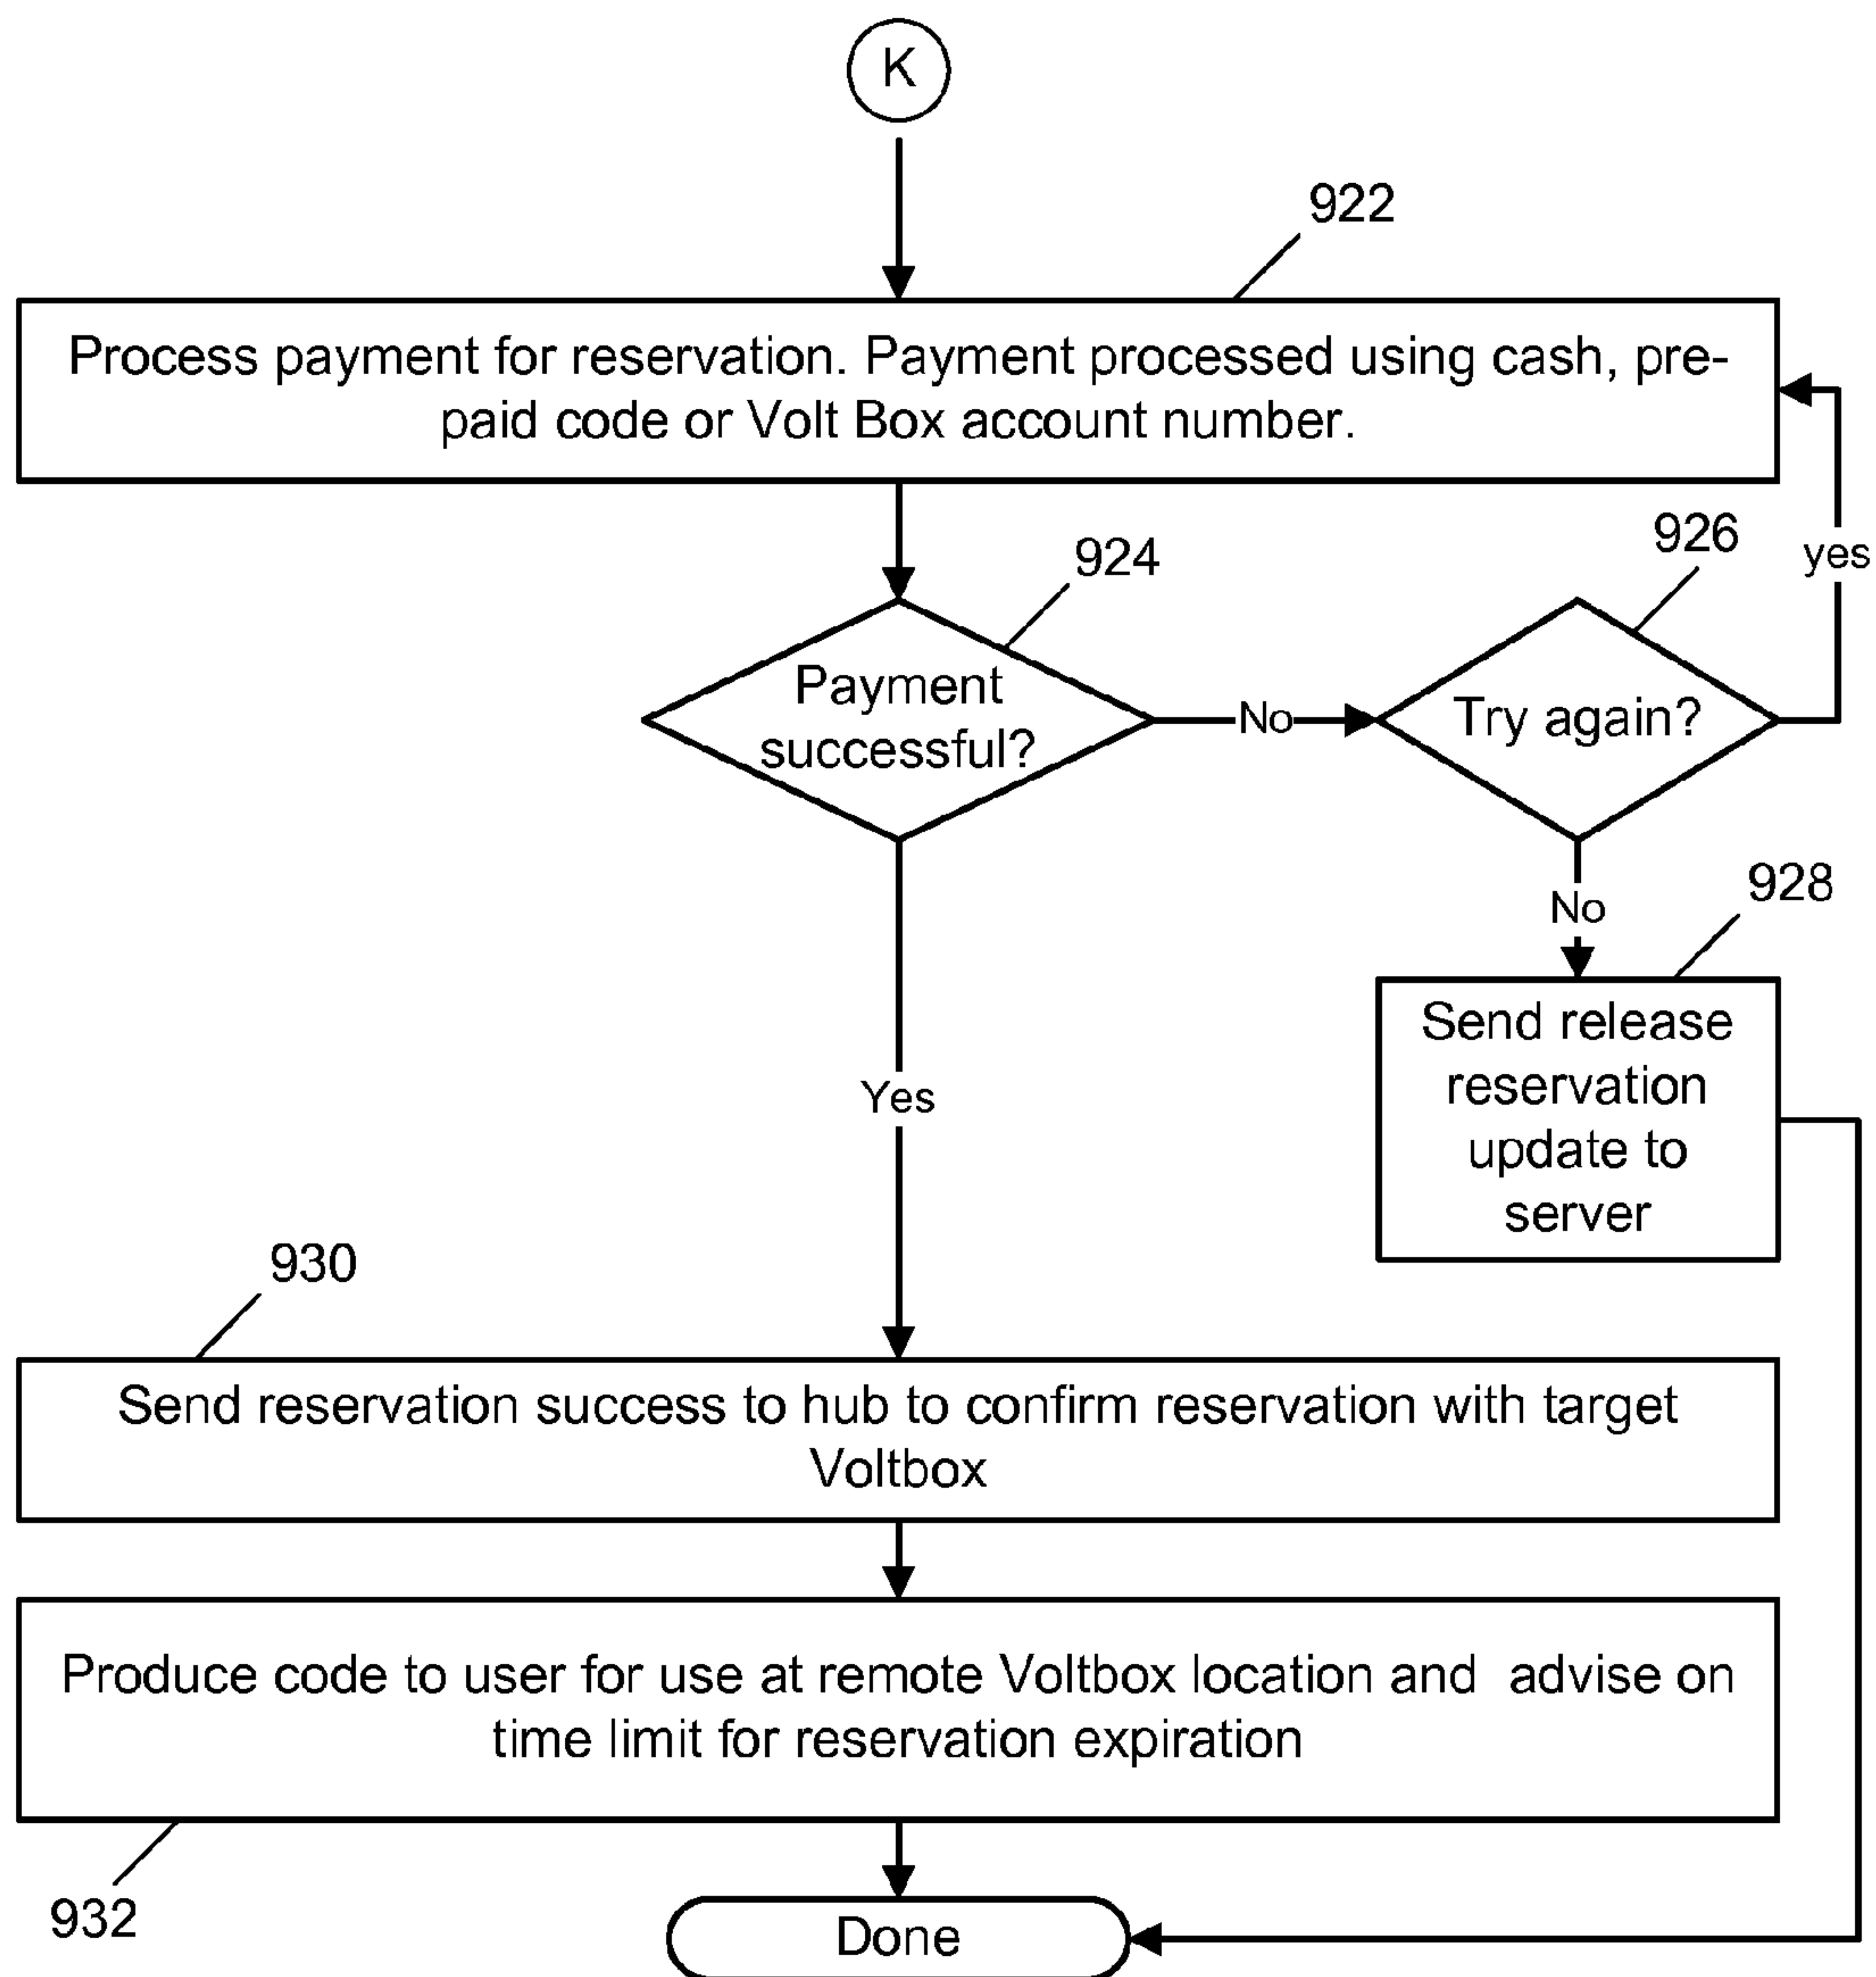 K
922
Process payment for reservation. Payment processed using cash, pre-
paid code or Volt Box account number.
924
926
yes
Payment
successful?
No
Try again?
No
928
Send release
reservation
update to
server
Yes
930
Send reservation success to hub to confirm reservation with target
Voltbox
Produce code to user for use at remote Voltbox location and  advise on
time limit for reservation expiration
932
Done